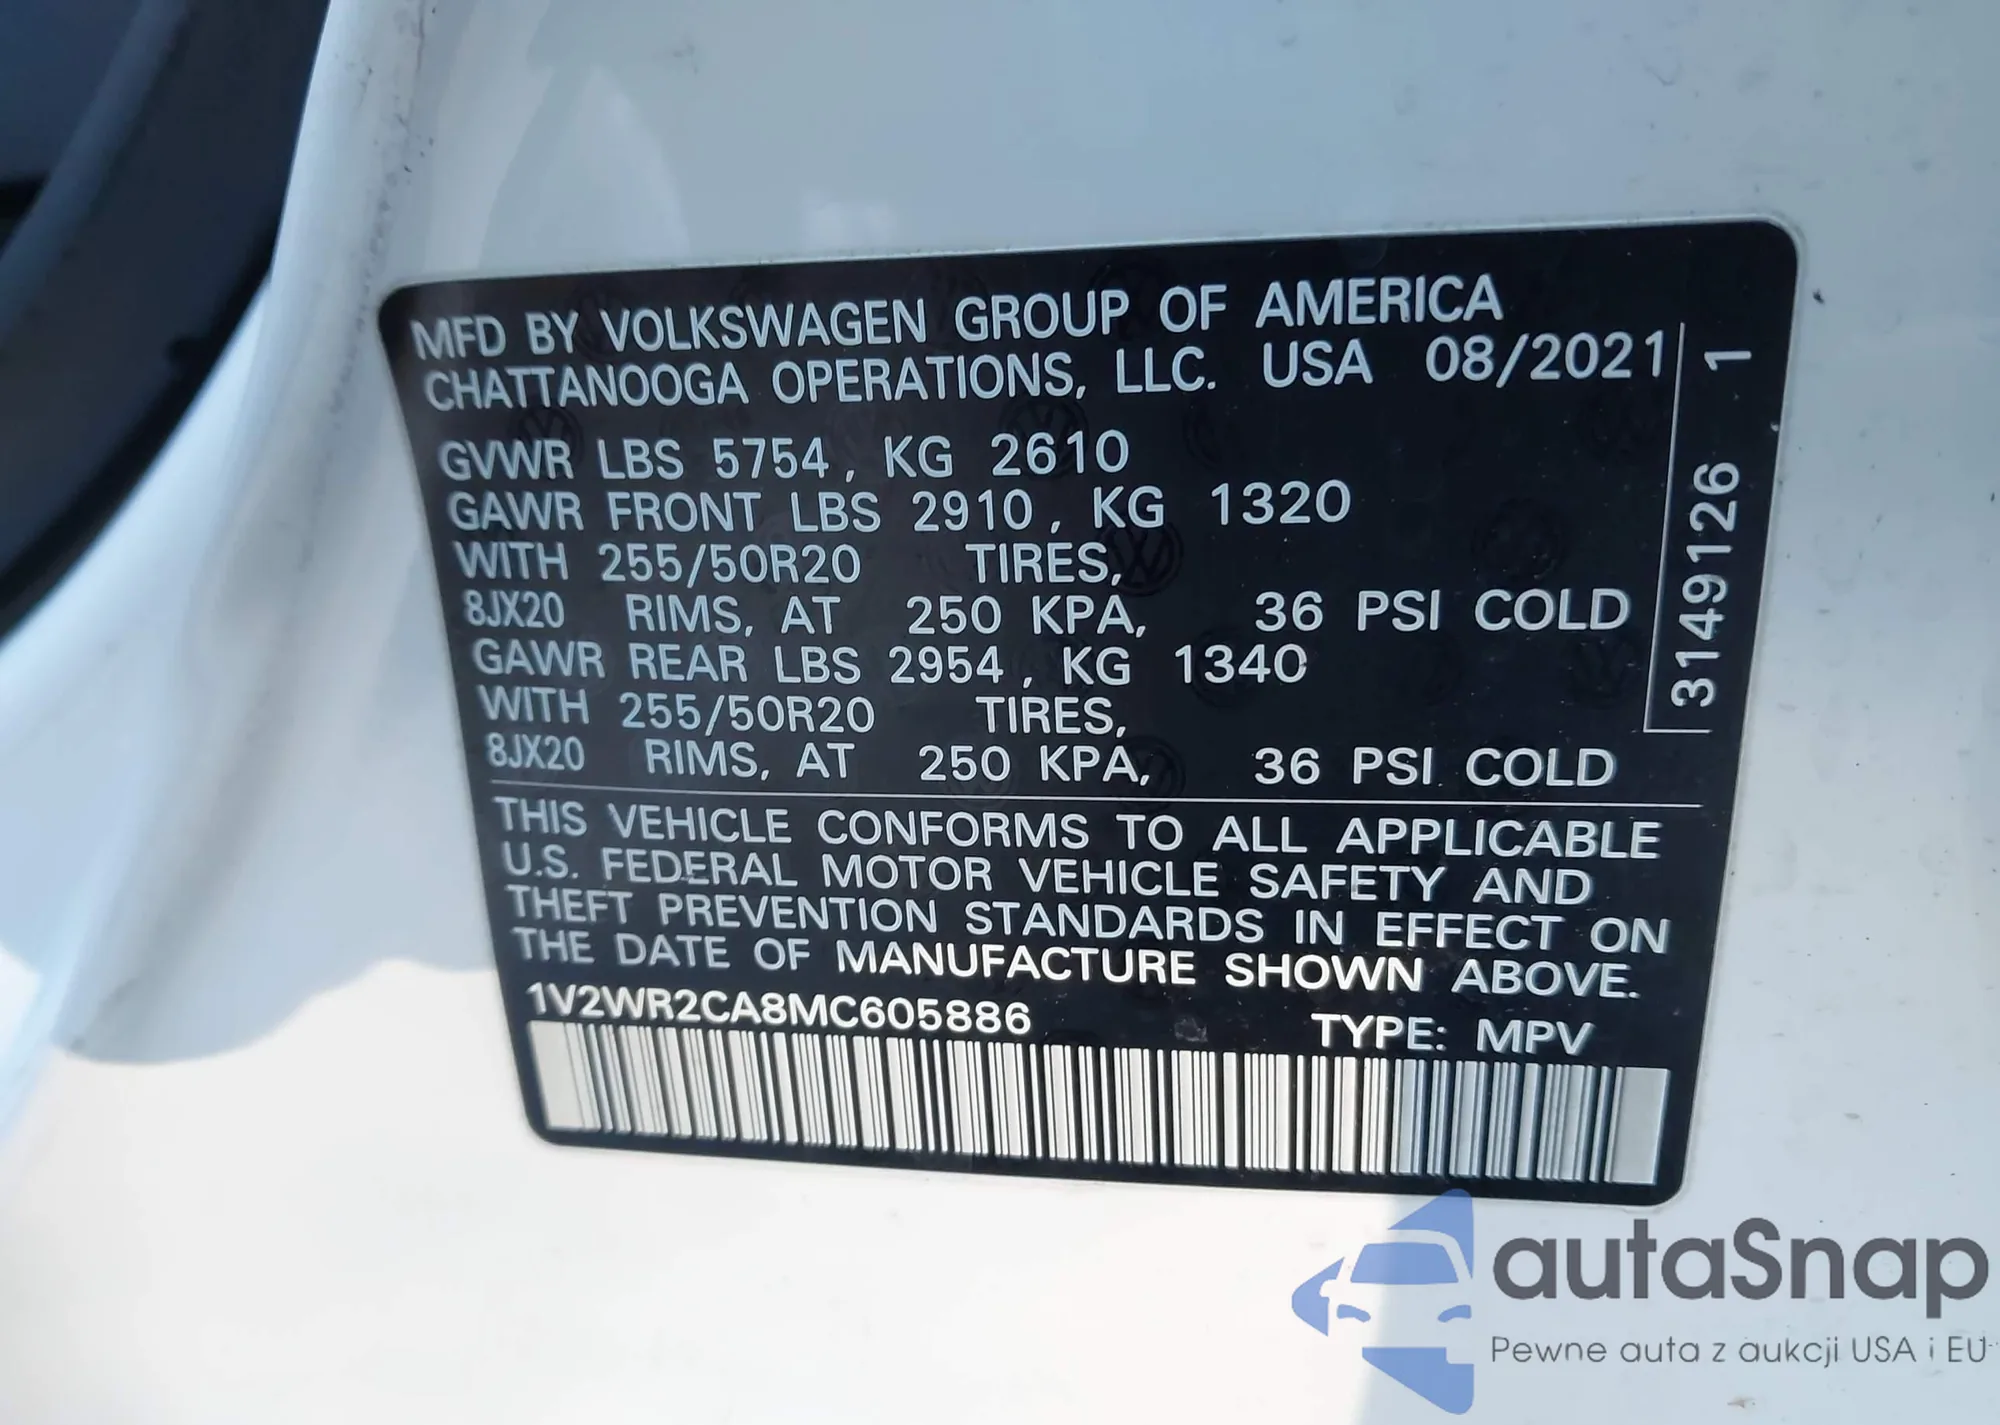 MFD BY VOLKSWAGEN GROUP OF AMERICA
CHATTANOOGA OPERATIONS, LLC. USA 08/2021
GVWR LBS 5754, KG 2610
GAWR FRONT LBS 2910, KG 1320
WITH 255/50R20 TIRES,
8JX20 RIMS, AT 250 KPA, 36 PSI COLD
GAWR REAR LBS 2954, KG 1340
WITH 255/50R20 TIRES,
8JX20 RIMS, AT 250 KPA, 36 PSI COLD
3149126 1
THIS VEHICLE CONFORMS TO ALL APPLICABLE
U.S. FEDERAL MOTOR VEHICLE SAFETY AND
THEFT PREVENTION STANDARDS IN EFFECT ON
THE DATE OF MANUFACTURE SHOWN ABOVE.
1V2WR2CA8MC605886
TYPE: MPV
autaSnap
Pewne auta z aukcji USA i EU